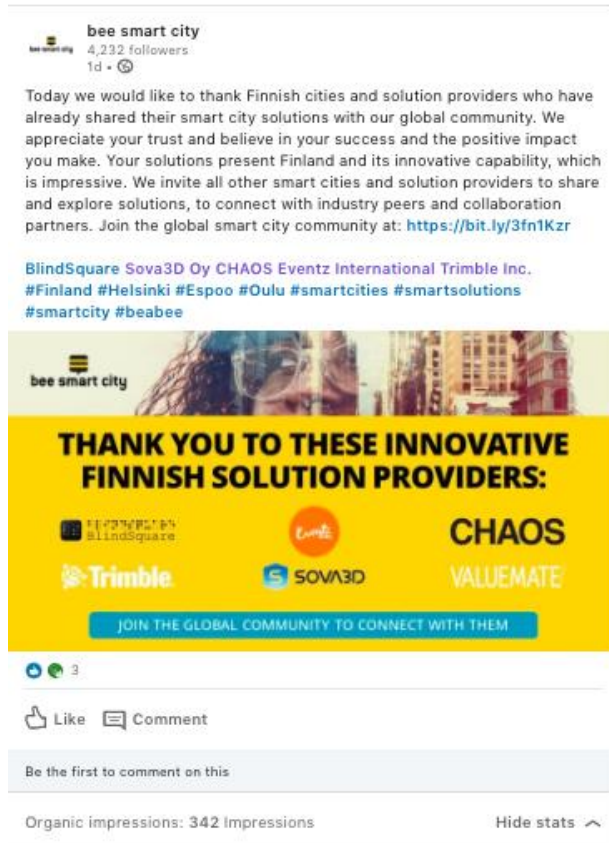 bee smart city
4,232 followers
bee smart city
1d •
Today we would like to thank Finnish cities and solution providers who have
already shared their smart city solutions with our global community. We
appreciate your trust and believe in your success and the positive impact
you make. Your solutions present Finland and its innovative capability, which
is impressive. We invite all other smart cities and solution providers to share
and explore solutions, to connect with industry peers and collaboration
partners. Join the global smart city community at: https://bit.ly/3fn1Kzr
BlindSquare Sova3D Oy CHAOS Eventz International Trimble Inc.
#Finland #Helsinki #Espoo #Oulu #smartcities #smartsolutions
#smartcity #beabee
bee smart city
THANK YOU TO THESE INNOVATIVE
FINNISH SOLUTION PROVIDERS:
BlindSquare
Eventz
CHAOS
Trimble
SOVA3D
VALUEMATE
JOIN THE GLOBAL COMMUNITY TO CONNECT WITH THEM
3
Like Comment
Be the first to comment on this
Organic impressions: 342 Impressions
Hide stats